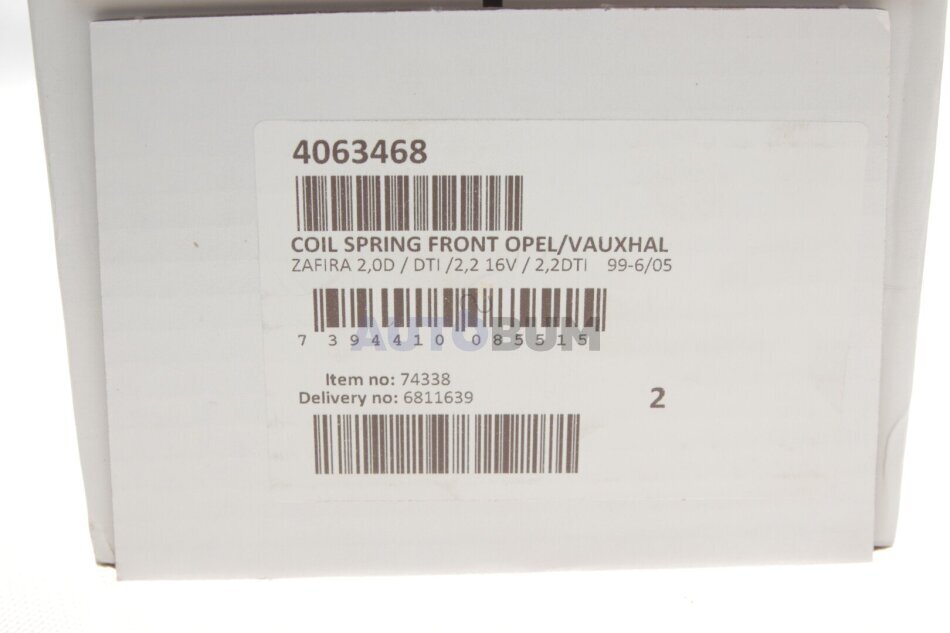 4063468
COIL SPRING FRONT OPEL/VAUXHAL
ZAFIRA 2,0D / DTI /2,2 16V / 2,2DTI 99-6/05
AUTOBUM
7 394410 085515
Item no: 74338
Delivery no: 6811639
2